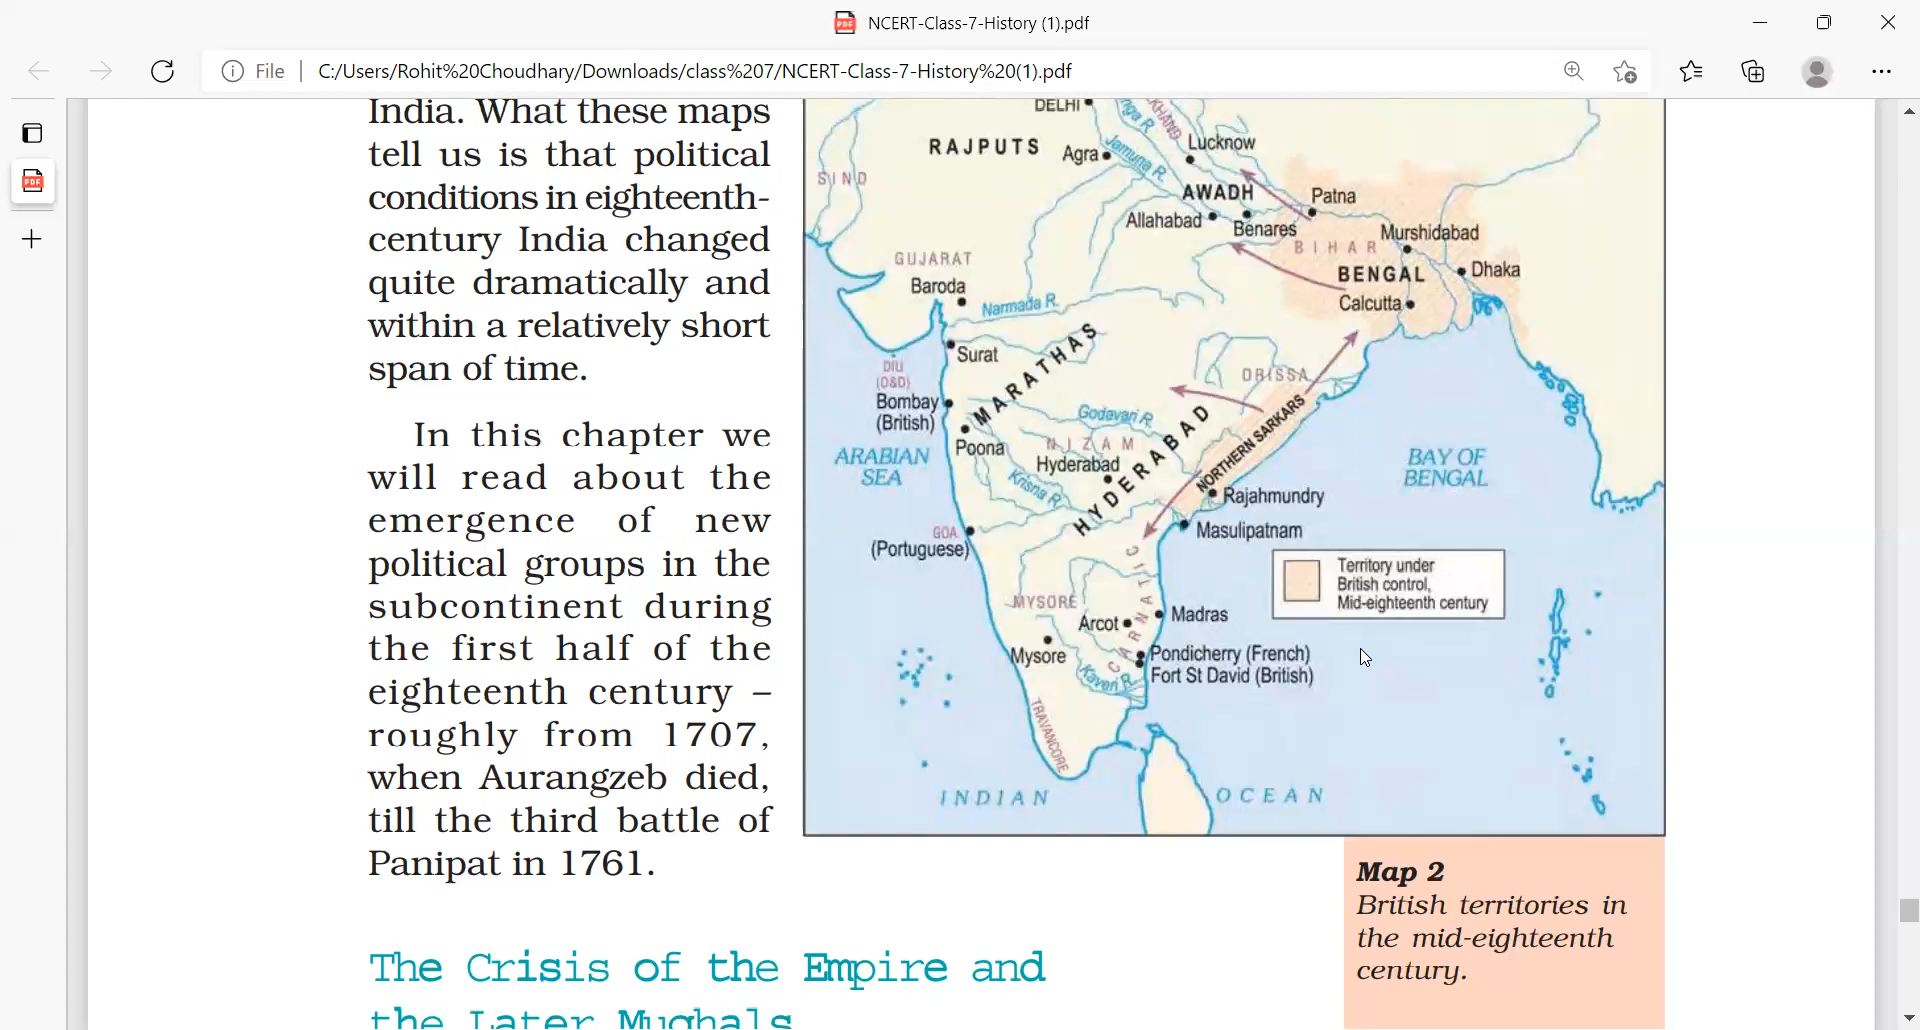 NCERT-Class-7-History (1).pdf
File | C:/Users/Rohit%20Choudhary/Downloads/class%207/NCERT-Class-7-History%20(1).pdf
India. What these maps
tell us is that political
conditions in eighteenth-
century India changed
quite dramatically and
within a relatively short
span of time.
In this chapter we
will read about the
emergence of new
political groups in the
subcontinent during
the first half of the
eighteenth century –
roughly from 1707,
when Aurangzeb died,
till the third battle of
Panipat in 1761.
DELHI
RAJPUTS
Agra
Jamuna R.
Lucknow
SIND
AWADH
Patna
Allahabad
Benares
Murshidabad
BIHAR
GUJARAT
BENGAL
Dhaka
Baroda
Calcutta
Narmada R.
Surat
MARATHAS
DIU
(D&D)
ORISSA
Bombay
(British)
Godavari R.
NORTHERN SARKARS
Poona
NIZAM
Hyderabad
HYDERABAD
ARABIAN
SEA
BAY OF
BENGAL
Krisna R.
Rajahmundry
Masulipatnam
GOA
(Portuguese)
CARNATIC
Territory under
British control,
Mid-eighteenth century
MYSORE
Arcot
Madras
Mysore
Pondicherry (French)
Fort St David (British)
Kaveri R.
TRAVANCORE
INDIAN OCEAN
Map 2
British territories in
the mid-eighteenth
century.
The Crisis of the Empire and
the Later Mughals